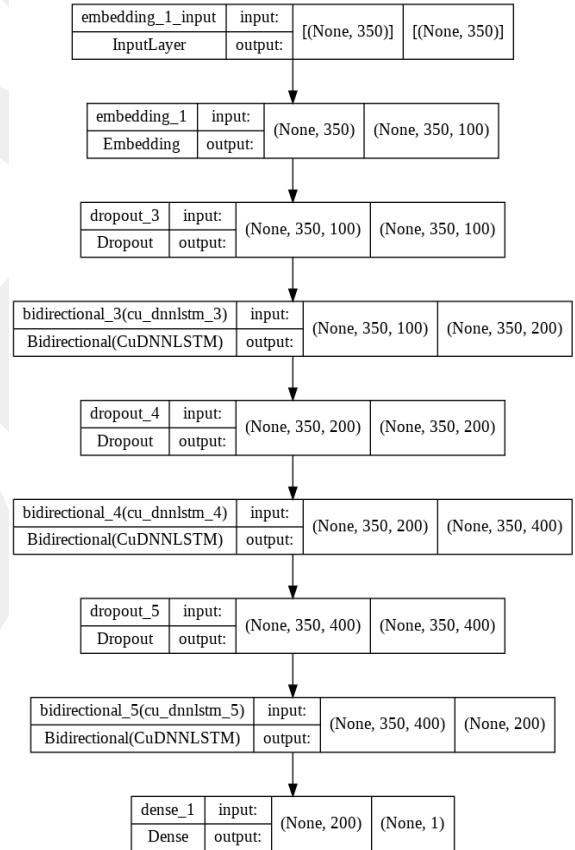 embedding_1_input input: [(None, 350)] [(None, 350)]
InputLayer output:
embedding_1 input: (None, 350) (None, 350, 100)
Embedding output:
dropout_3 input: (None, 350, 100) (None, 350, 100)
Dropout output:
bidirectional_3(cu_dnnlstm_3) input: (None, 350, 100) (None, 350, 200)
Bidirectional(CuDNNLSTM) output:
dropout_4 input: (None, 350, 200) (None, 350, 200)
Dropout output:
bidirectional_4(cu_dnnlstm_4) input: (None, 350, 200) (None, 350, 400)
Bidirectional(CuDNNLSTM) output:
dropout_5 input: (None, 350, 400) (None, 350, 400)
Dropout output:
bidirectional_5(cu_dnnlstm_5) input: (None, 350, 400) (None, 200)
Bidirectional(CuDNNLSTM) output:
dense_1 input: (None, 200) (None, 1)
Dense output: